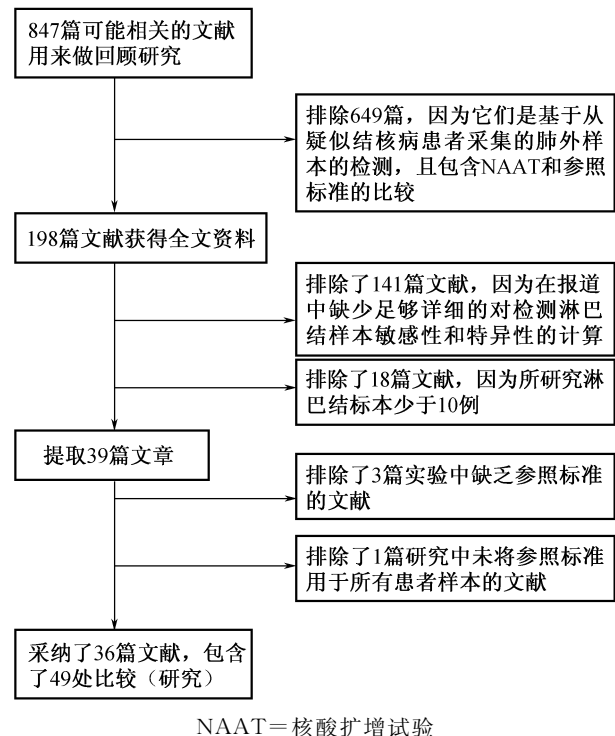 847篇可能相关的文献
用来做回顾研究
排除649篇，因为它们是基于从
疑似结核病患者采集的肺外样
本的检测，且包含NAAT和参照
标准的比较
198篇文献获得全文资料
排除了141篇文献，因为在报道
中缺少足够详细的对检测淋巴
结样本敏感性和特异性的计算
排除了18篇文献，因为所研究淋
巴结标本少于10例
提取39篇文章
排除了3篇实验中缺乏参照标准
的文献
排除了1篇研究中未将参照标准
用于所有患者样本的文献
采纳了36篇文献，包含
了49处比较（研究）
NAAT＝核酸扩增试验